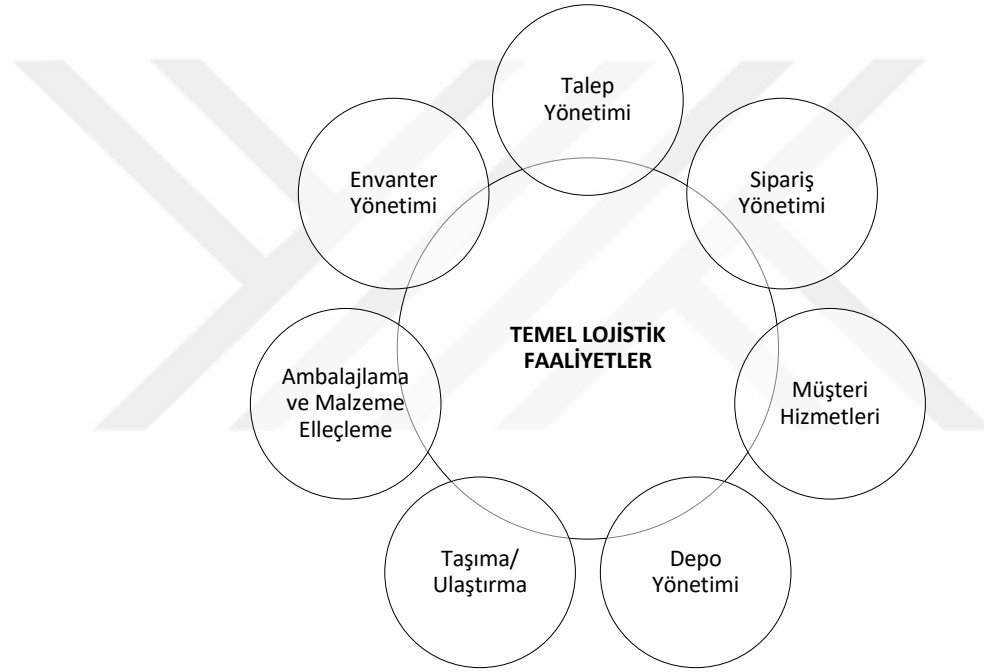 Talep
Yönetimi
Sipariş
Yönetimi
Müşteri
Hizmetleri
Depo
Yönetimi
Taşıma/
Ulaştırma
Ambalajlama
ve Malzeme
Elleçleme
Envanter
Yönetimi
TEMEL LOJİSTİK
FAALİYETLER